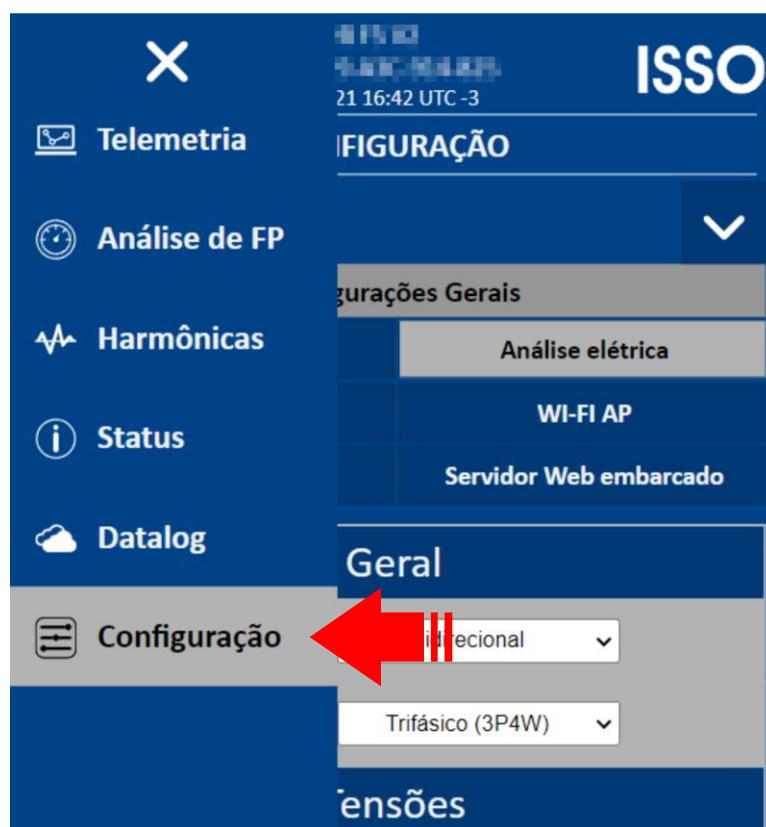 21 16:42 UTC -3
ISSO
IFIGURAÇÃO
Telemetria
Análise de FP
gurações Gerais
Harmônicas
Análise elétrica
WI-FI AP
Status
Servidor Web embarcado
Datalog
Geral
Configuração
idirecional
Trifásico (3P4W)
Tensões